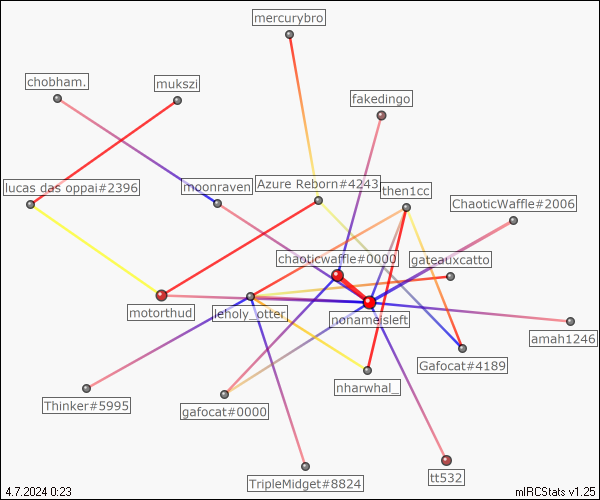 mercurybro
chobham.
mukszi
fakedingo
lucas das oppai#2396
moonraven
Azure Reborn#4243
then1cc
ChaoticWaffle#2006
chaoticwaffle#0000
gateauxcatto
motorthud
ieholy_otter
nonameisleft
amah1246
Gafocat#4189
nharwhal_
Thinker#5995
gafocat#0000
TripleMidget#8824
tt532
4.7.2024 0:23
mIRCStats v1.25